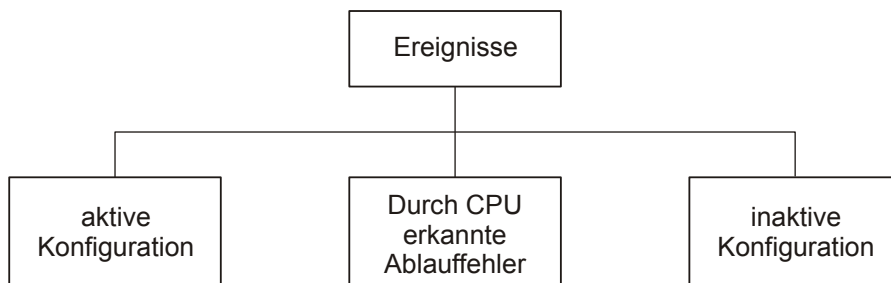 Ereignisse
aktive
Konfiguration
Durch CPU
erkannte
Ablauffehler
inaktive
Konfiguration